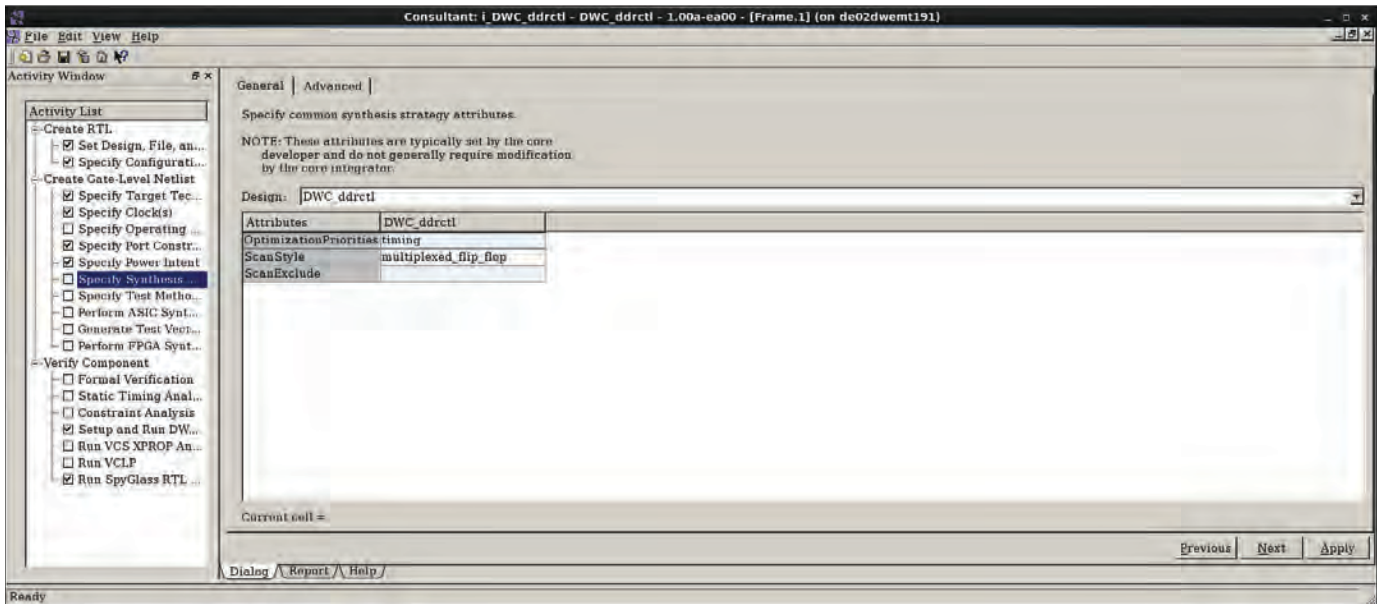 Consultant: i_DWC_ddrctl - DWC_ddrctl - 1.00a-ea00 - [Frame.1] (on de02dwemt191)
File Edit View Help
Activity Window
Activity List
Create RTL
Set Design, File, an...
Specify Configurati...
Create Gate-Level Netlist
Specify Target Tec...
Specify Clock(s)
Specify Operating ...
Specify Port Constr...
Specify Power Intent
Specify Synthesis ...
Specify Test Metho...
Perform ASIC Synt...
Generate Test Vect...
Perform FPGA Synt...
Verify Component
Formal Verification
Static Timing Anal...
Constraint Analysis
Setup and Run DW...
Run VCS XPROP An...
Run VCLP
Run SpyGlass RTL ...
General Advanced
Specify common synthesis strategy attributes.
NOTE: These attributes are typically set by the core
developer and do not generally require modification
by the core integrator.
Design: DWC_ddrctl
Attributes DWC_ddrctl
OptimizationPriorities timing
ScanStyle multiplexed_flip_flop
ScanExclude
Current cell =
Previous Next Apply
Dialog Report Help
Ready